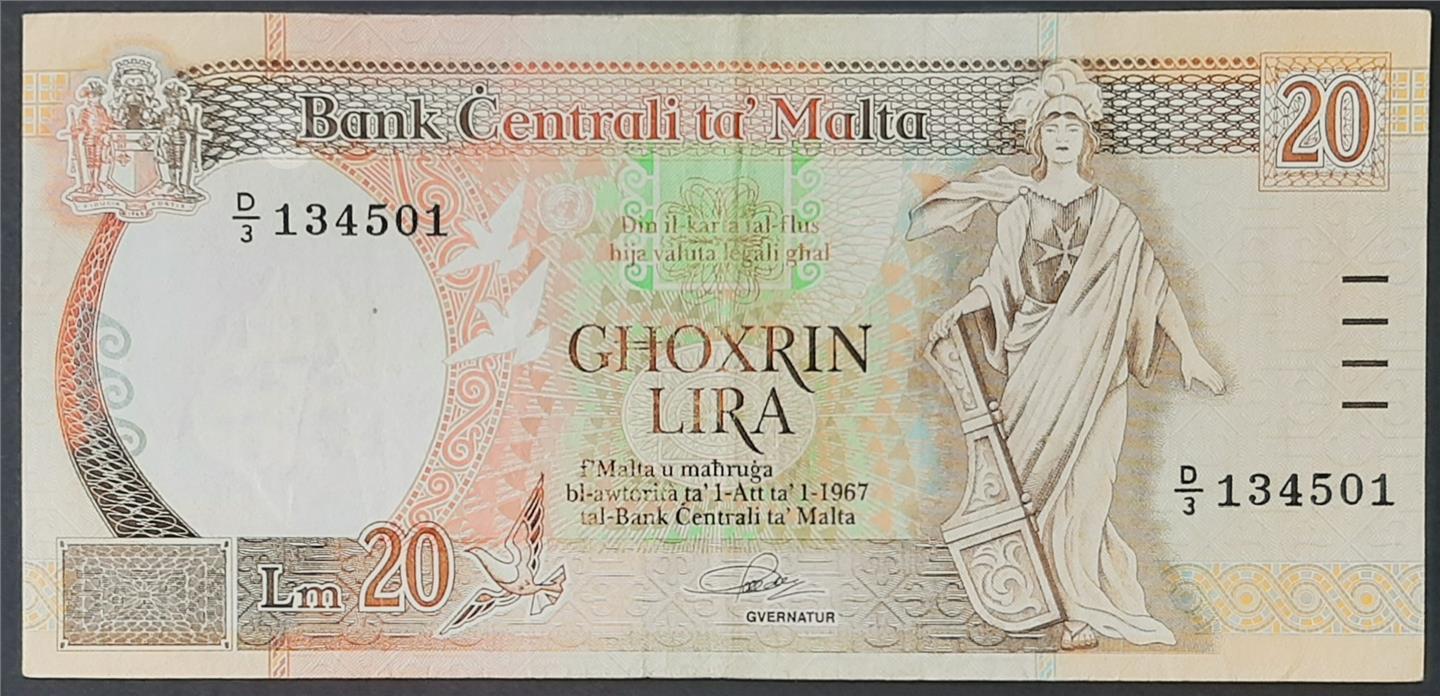 Bank Ċentrali ta' Malta
20
D/3 134501
Din il-karta tal-flus
hija valuta legali għal
GĦOXRIN
LIRA
f'Malta u maħruġa
bl-awtorità ta' l-Att ta' l-1967
tal-Bank Ċentrali ta' Malta
D/3 134501
Lm 20
GVERNATUR